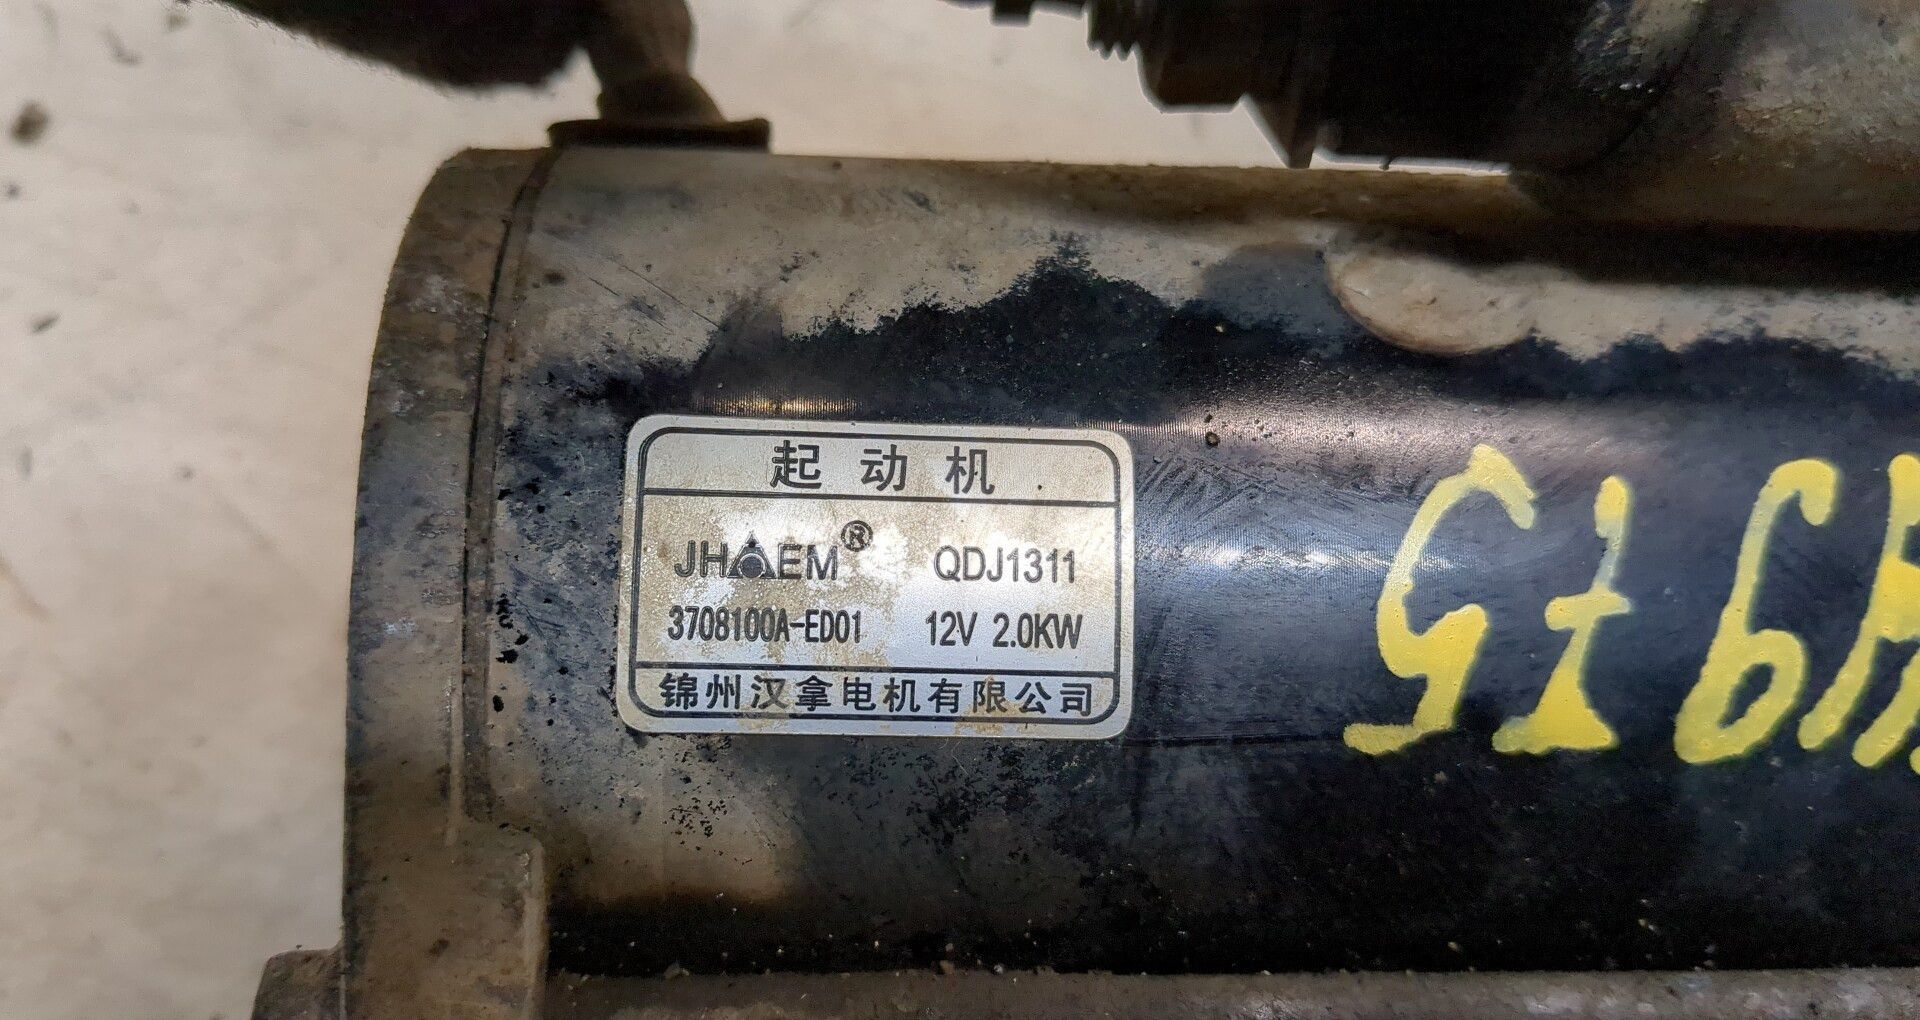 起动机
JHAEM® QDJ1311
3708100A-ED01 12V 2.0KW
锦州汉拿电机有限公司